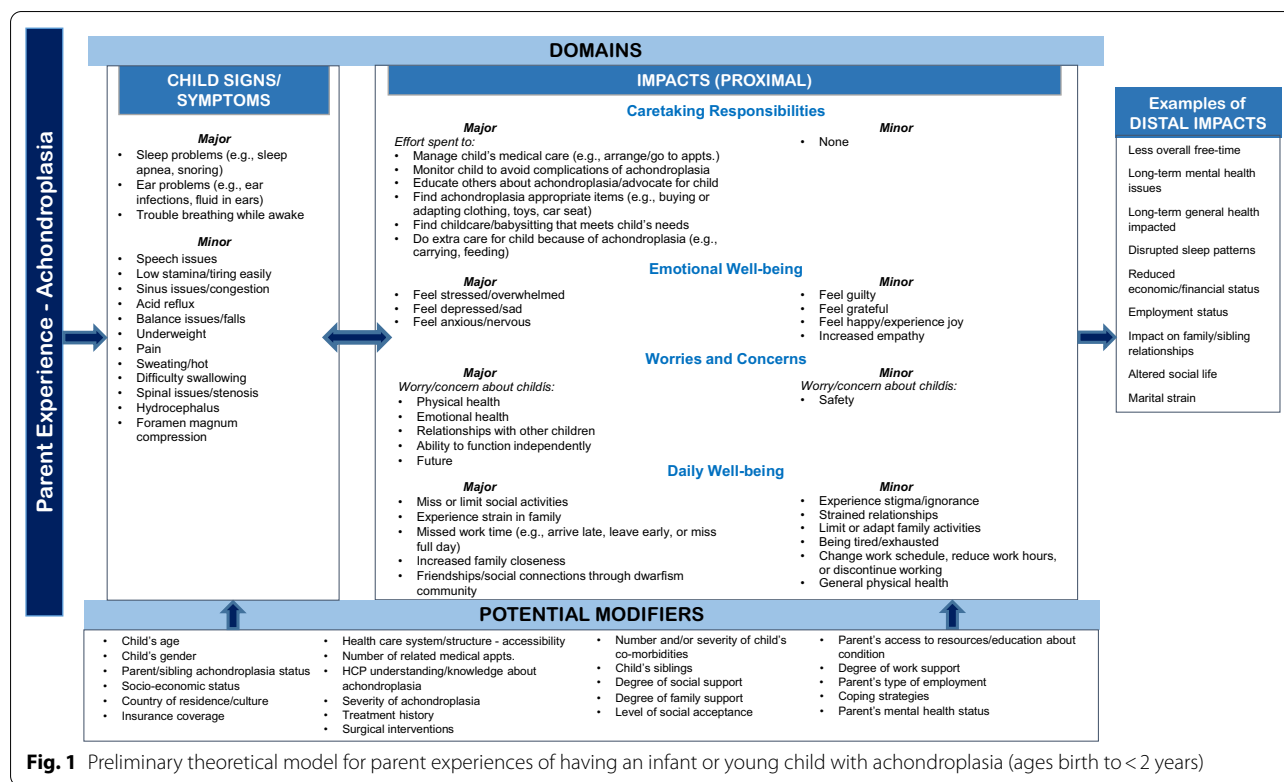 Parent Experience - Achondroplasia
DOMAINS
CHILD SIGNS/
SYMPTOMS
Major
• Sleep problems (e.g., sleep
apnea, snoring)
• Ear problems (e.g., ear
infections, fluid in ears)
• Trouble breathing while awake
Minor
• Speech issues
• Low stamina/tiring easily
• Sinus issues/congestion
• Acid reflux
• Balance issues/falls
• Underweight
• Pain
• Sweating/hot
• Difficulty swallowing
• Spinal issues/stenosis
• Hydrocephalus
• Foramen magnum
compression
IMPACTS (PROXIMAL)
Caretaking Responsibilities
Major
Effort spent to:
• Manage child's medical care (e.g., arrange/go to appts.)
• Monitor child to avoid complications of achondroplasia
• Educate others about achondroplasia/advocate for child
• Find achondroplasia appropriate items (e.g., buying or
adapting clothing, toys, car seat)
• Find childcare/babysitting that meets child's needs
• Do extra care for child because of achondroplasia (e.g.,
carrying, feeding)
Minor
• None
Emotional Well-being
Major
• Feel stressed/overwhelmed
• Feel depressed/sad
• Feel anxious/nervous
Minor
• Feel guilty
• Feel grateful
• Feel happy/experience joy
• Increased empathy
Worries and Concerns
Major
Worry/concern about childis:
• Physical health
• Emotional health
• Relationships with other children
• Ability to function independently
• Future
Minor
Worry/concern about childis:
• Safety
Daily Well-being
Major
• Miss or limit social activities
• Experience strain in family
• Missed work time (e.g., arrive late, leave early, or miss
full day)
• Increased family closeness
• Friendships/social connections through dwarfism
community
Minor
• Experience stigma/ignorance
• Strained relationships
• Limit or adapt family activities
• Being tired/exhausted
• Change work schedule, reduce work hours,
or discontinue working
• General physical health
Examples of
DISTAL IMPACTS
Less overall free-time
Long-term mental health
issues
Long-term general health
impacted
Disrupted sleep patterns
Reduced
economic/financial status
Employment status
Impact on family/sibling
relationships
Altered social life
Marital strain
POTENTIAL MODIFIERS
• Child's age
• Child's gender
• Parent/sibling achondroplasia status
• Socio-economic status
• Country of residence/culture
• Insurance coverage
• Health care system/structure - accessibility
• Number of related medical appts.
• HCP understanding/knowledge about
achondroplasia
• Severity of achondroplasia
• Treatment history
• Surgical interventions
• Number and/or severity of child's
co-morbidities
• Child's siblings
• Degree of social support
• Degree of family support
• Level of social acceptance
• Parent's access to resources/education about
condition
• Degree of work support
• Parent's type of employment
• Coping strategies
• Parent's mental health status
Fig. 1 Preliminary theoretical model for parent experiences of having an infant or young child with achondroplasia (ages birth to < 2 years)